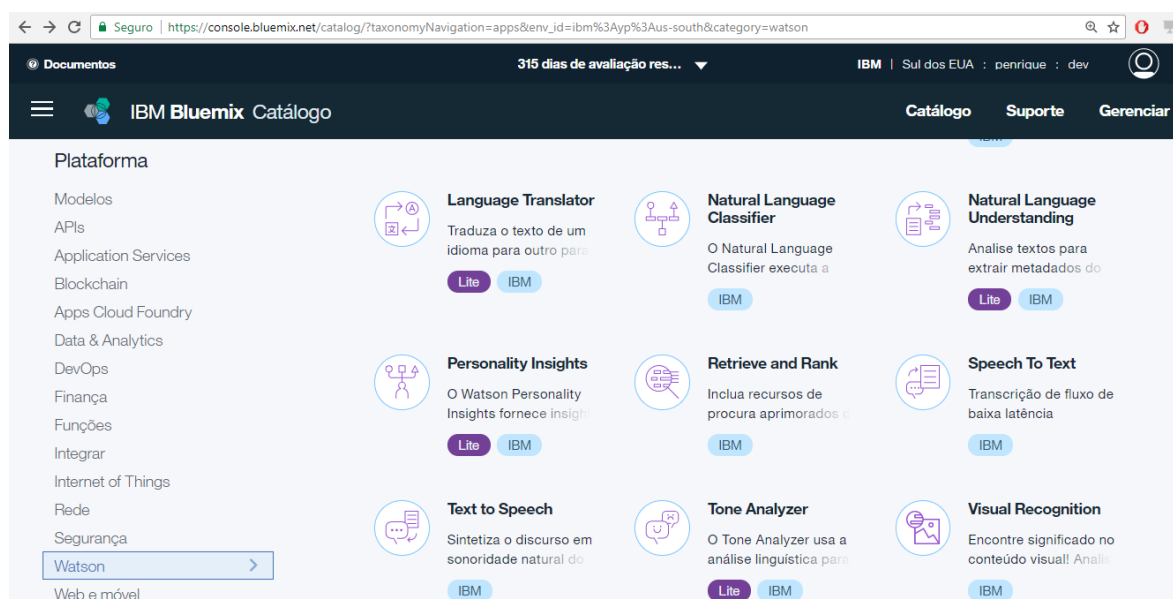 Seguro | https://console.bluemix.net/catalog/?taxonomyNavigation=apps&env_id=ibm%3Ayp%3Aus-south&category=watson
Documentos
315 dias de avaliação res...
IBM | Sul dos EUA : penrique : dev
IBM Bluemix Catálogo
Catálogo
Suporte
Gerenciar
Plataforma
Modelos
APIs
Application Services
Blockchain
Apps Cloud Foundry
Data & Analytics
DevOps
Finança
Funções
Integrar
Internet of Things
Rede
Segurança
Watson
Web e móvel
IBM
Language Translator
Traduza o texto de um
idioma para outro para
Lite
IBM
Natural Language
Classifier
O Natural Language
Classifier executa a
IBM
Natural Language
Understanding
Analise textos para
extrair metadados do
Lite
IBM
Personality Insights
O Watson Personality
Insights fornece insigh
Lite
IBM
Retrieve and Rank
Inclua recursos de
procura aprimorados d
IBM
Speech To Text
Transcrição de fluxo de
baixa latência
IBM
Text to Speech
Sintetiza o discurso em
sonoridade natural do
IBM
Tone Analyzer
O Tone Analyzer usa a
análise linguística para
Lite
IBM
Visual Recognition
Encontre significado no
conteúdo visual! Analis
IBM